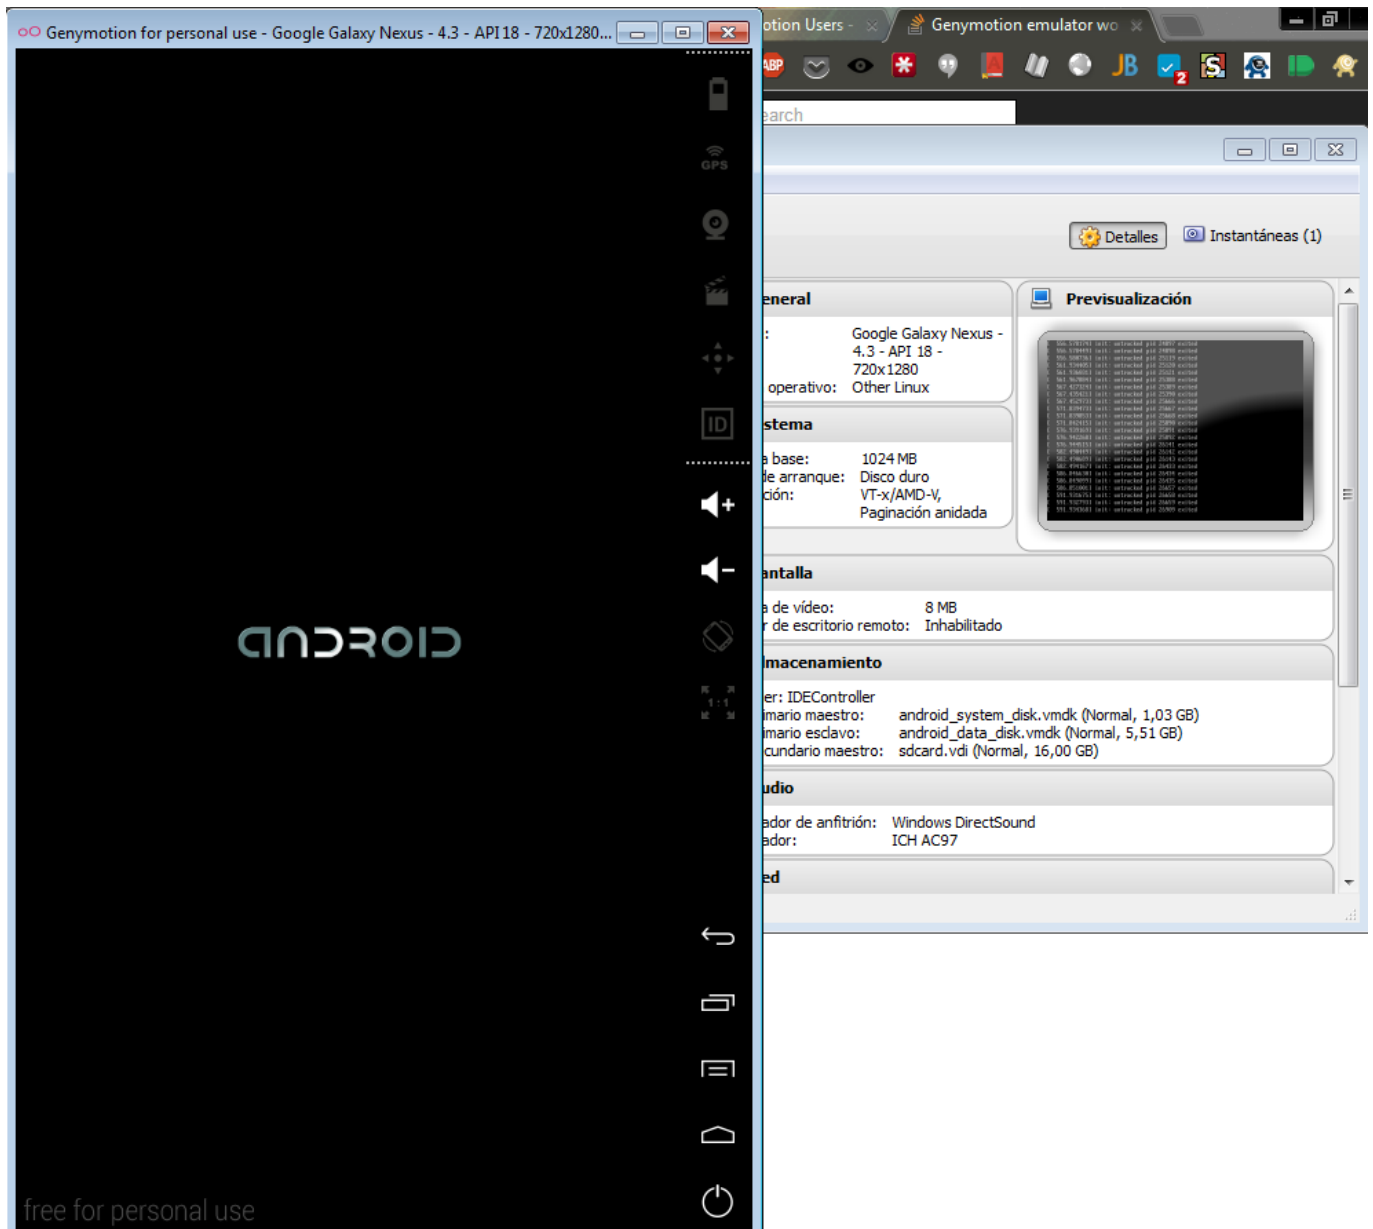 Genymotion for personal use - Google Galaxy Nexus - 4.3 - API 18 - 720x1280...
otion Users -
Genymotion emulator wo
ABP
JB
2
S
earch
GPS
ID
1:1
ANDROID
free for personal use
Detalles
Instantáneas (1)
eneral
: Google Galaxy Nexus -
4.3 - API 18 -
720x1280
operativo: Other Linux
Previsualización
stema
a base: 1024 MB
de arranque: Disco duro
ción: VT-x/AMD-V,
Paginación anidada
antalla
a de vídeo: 8 MB
r de escritorio remoto: Inhabilitado
lmacenamiento
er: IDEController
imario maestro: android_system_disk.vmdk (Normal, 1,03 GB)
imario esclavo: android_data_disk.vmdk (Normal, 5,51 GB)
cundario maestro: sdcard.vdi (Normal, 16,00 GB)
udio
ador de anfitrión: Windows DirectSound
ador: ICH AC97
ed